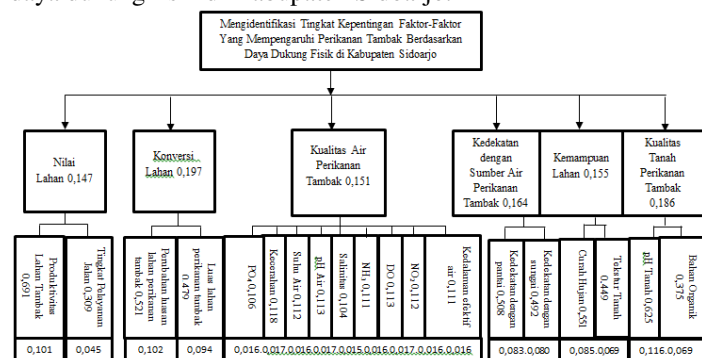 daya dukung Kabupaten Sidoarjo.
Mengidentifikasi Tingkat Kepentingan Faktor-Faktor
Yang Mempengaruhi Perikanan Tambak Berdasarkan
Daya Dukung Fisik di Kabupaten Sidoarjo
Nilai
Lahan 0,147
Konversi
Lahan 0,197
Kualitas Air
Perikanan
Tambak 0,151
Kedekatan
dengan
Sumber Air
Perikanan
Tambak 0,164
Kemampuan
Lahan 0,155
Kualitas
Tanah
Perikanan
Tambak
0,186
Produktivitas
Lahan Tambak
0,691
Tingkat Pelayanan
Jalan 0,309
Perubahan luasan
lahan perikanan
tambak 0,521
Luas lahan
perikanan tambak
0,479
PO₄ 0,106
Kecerahan 0,118
Suhu Air 0,112
pH Air 0,113
Salinitas 0,104
NH₃ 0,111
DO 0,113
NO₂ 0,112
Kedalaman efektif
air 0,111
Kedekatan dengan
pantai 0,508
Kedekatan dengan
sungai 0,492
Curah Hujan 0,551
Tekstur Tanah
0,449
pH Tanah 0,625
Bahan Organik
0,375
0,101 0,045 0,102 0,094 0,016.0,017.0,016.0,017.0,015.0,016.0,017.0,016.0,016 0,083.0,080 0,085.0,069 0,116.0,069